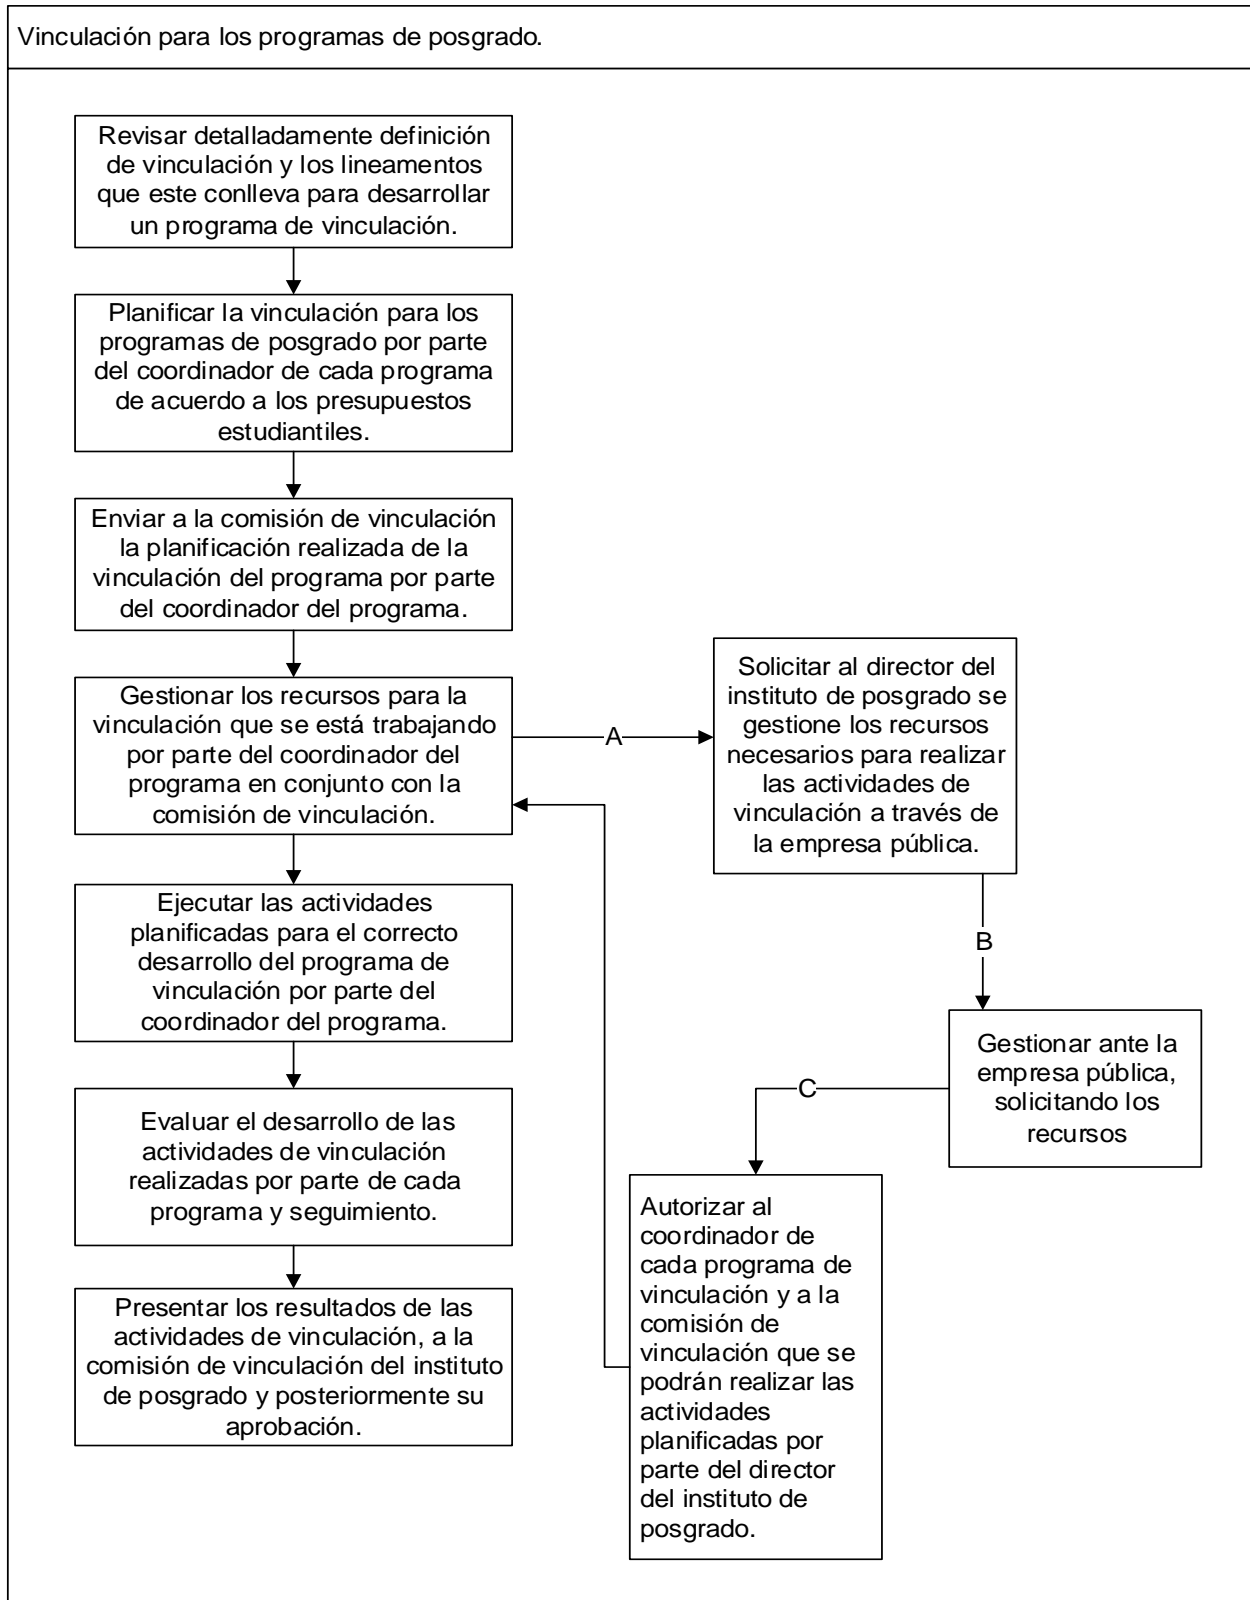 Vinculación para los programas de posgrado.
Revisar detalladamente definición
de vinculación y los lineamentos
que este conlleva para desarrollar
un programa de vinculación.
Planificar la vinculación para los
programas de posgrado por parte
del coordinador de cada programa
de acuerdo a los presupuestos
estudiantiles.
Enviar a la comisión de vinculación
la planificación realizada de la
vinculación del programa por parte
del coordinador del programa.
Gestionar los recursos para la
vinculación que se está trabajando
por parte del coordinador del
programa en conjunto con la
comisión de vinculación.
A
Solicitar al director del
instituto de posgrado se
gestione los recursos
necesarios para realizar
las actividades de
vinculación a través de
la empresa pública.
B
Gestionar ante la
empresa pública,
solicitando los
recursos
C
Autorizar al
coordinador de
cada programa de
vinculación y a la
comisión de
vinculación que se
podrán realizar las
actividades
planificadas por
parte del director
del instituto de
posgrado.
Ejecutar las actividades
planificadas para el correcto
desarrollo del programa de
vinculación por parte del
coordinador del programa.
Evaluar el desarrollo de las
actividades de vinculación
realizadas por parte de cada
programa y seguimiento.
Presentar los resultados de las
actividades de vinculación, a la
comisión de vinculación del instituto
de posgrado y posteriormente su
aprobación.